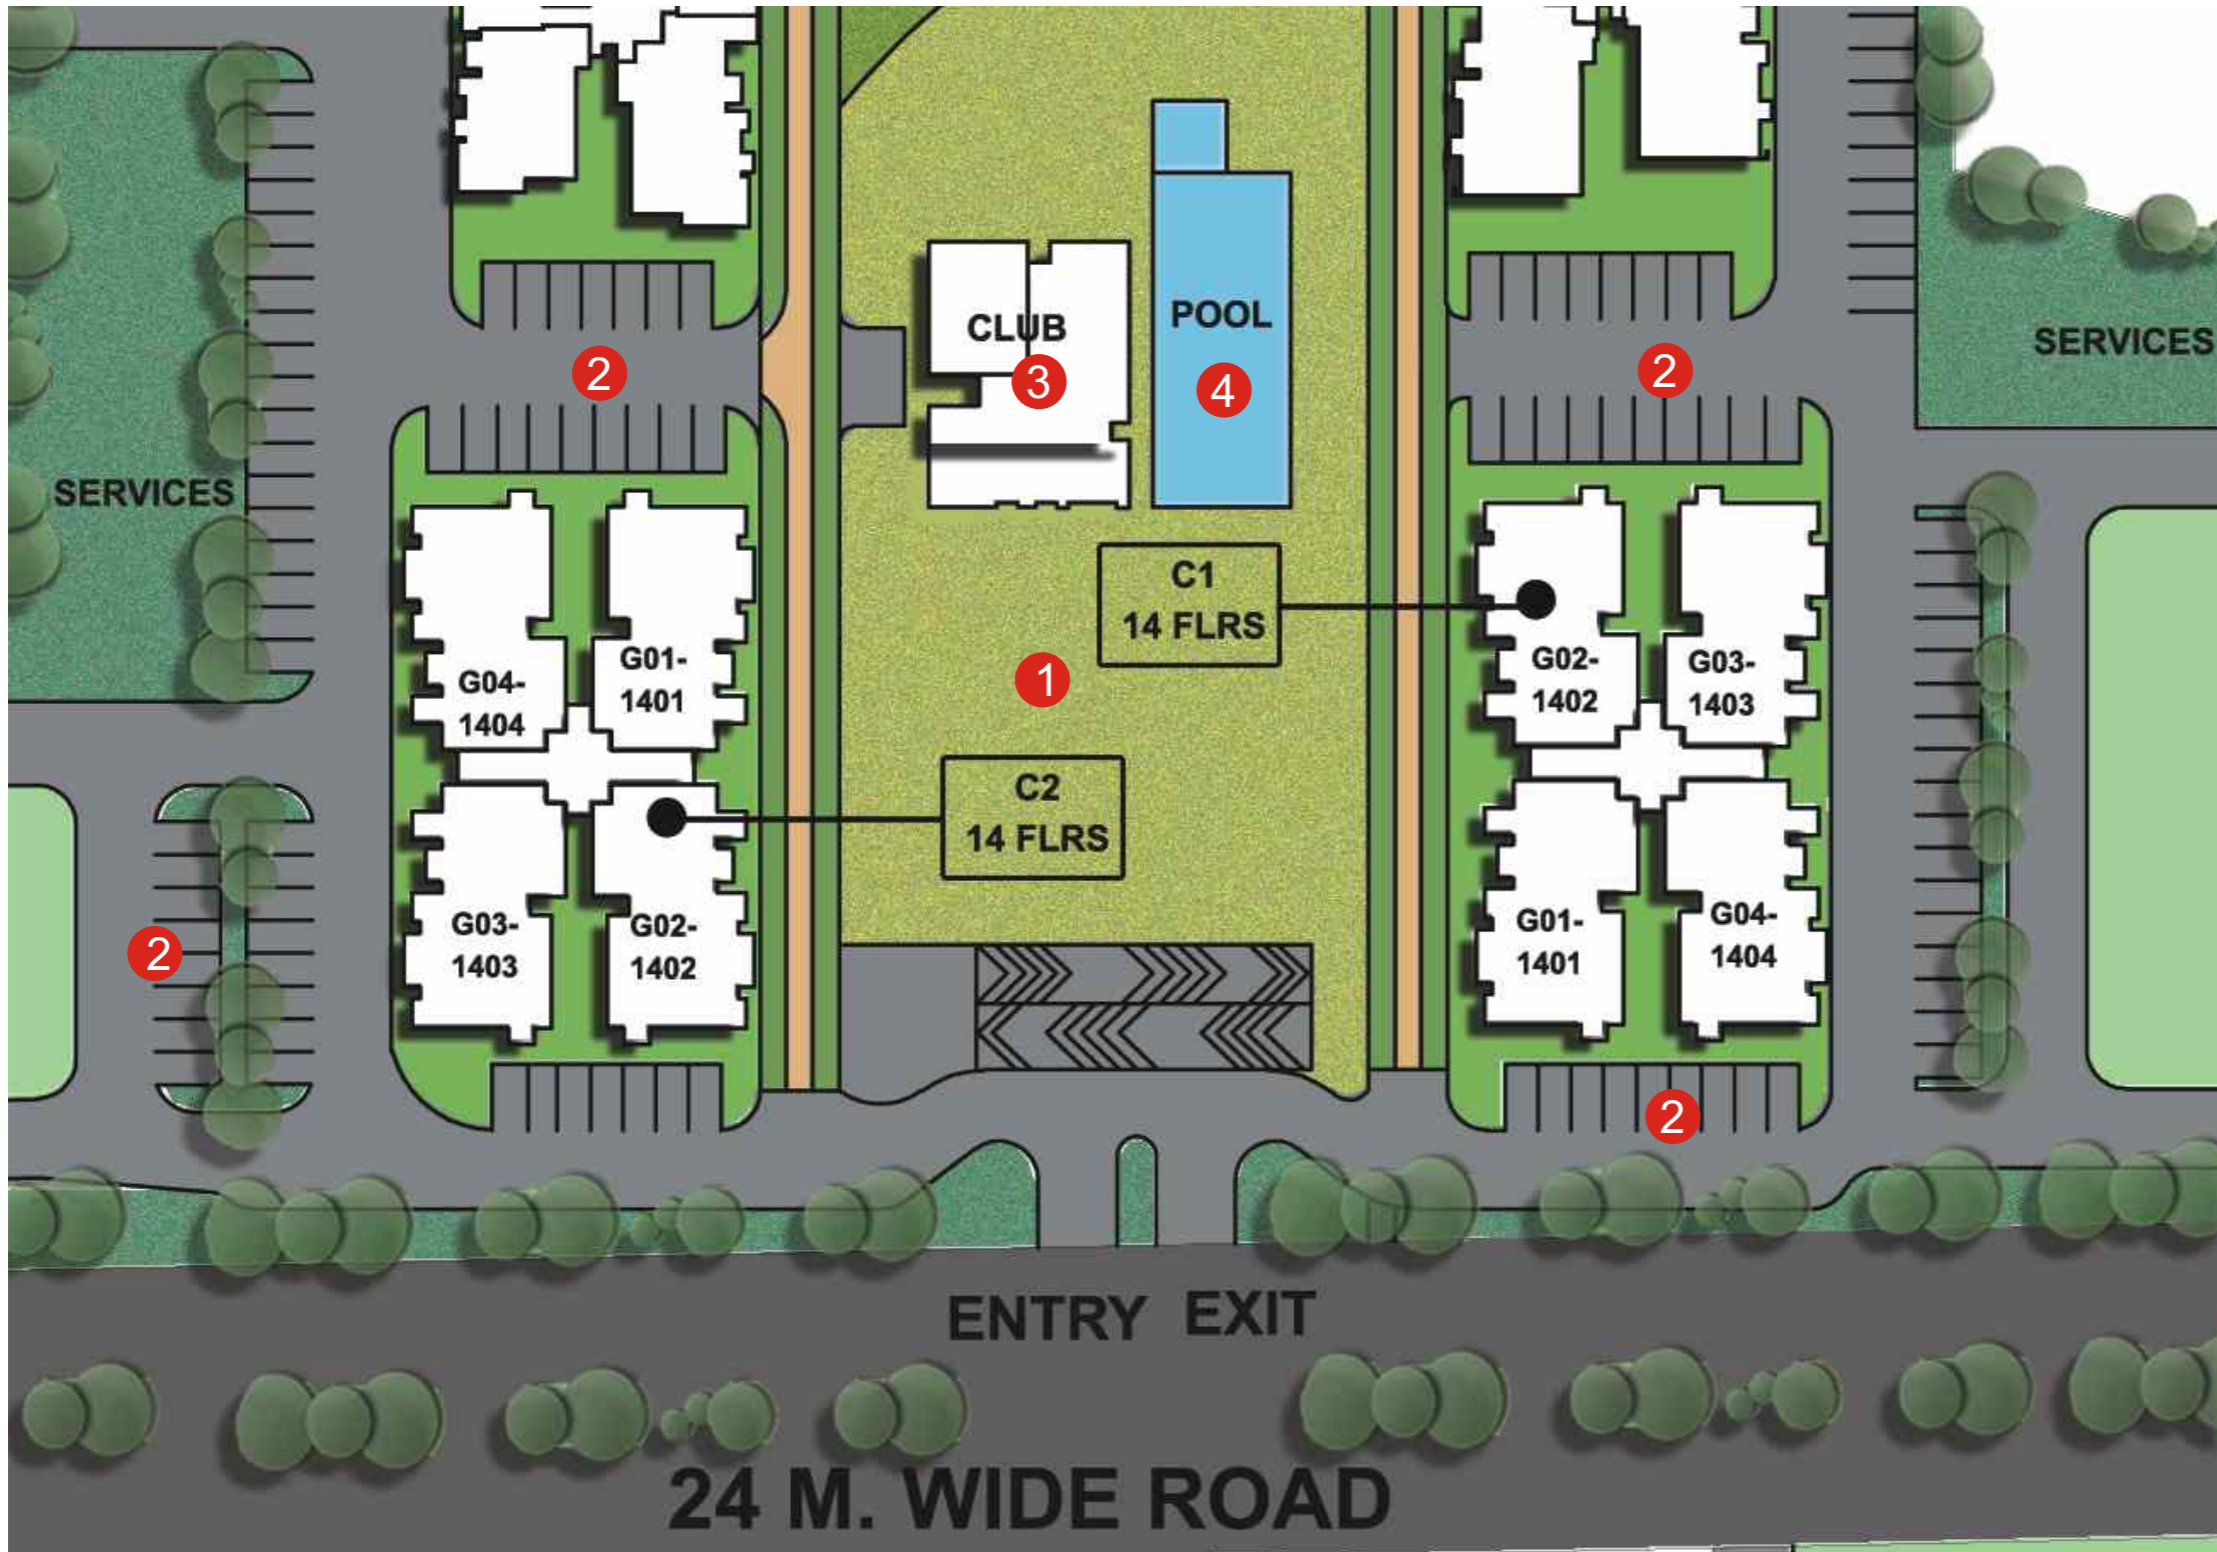 CLUB
3
POOL
4
2
2
SERVICES
SERVICES
C1
14 FLRS
1
C2
14 FLRS
G04-
1404
G01-
1401
G03-
1403
G02-
1402
G02-
1402
G03-
1403
G01-
1401
G04-
1404
2
2
ENTRY EXIT
24 M. WIDE ROAD